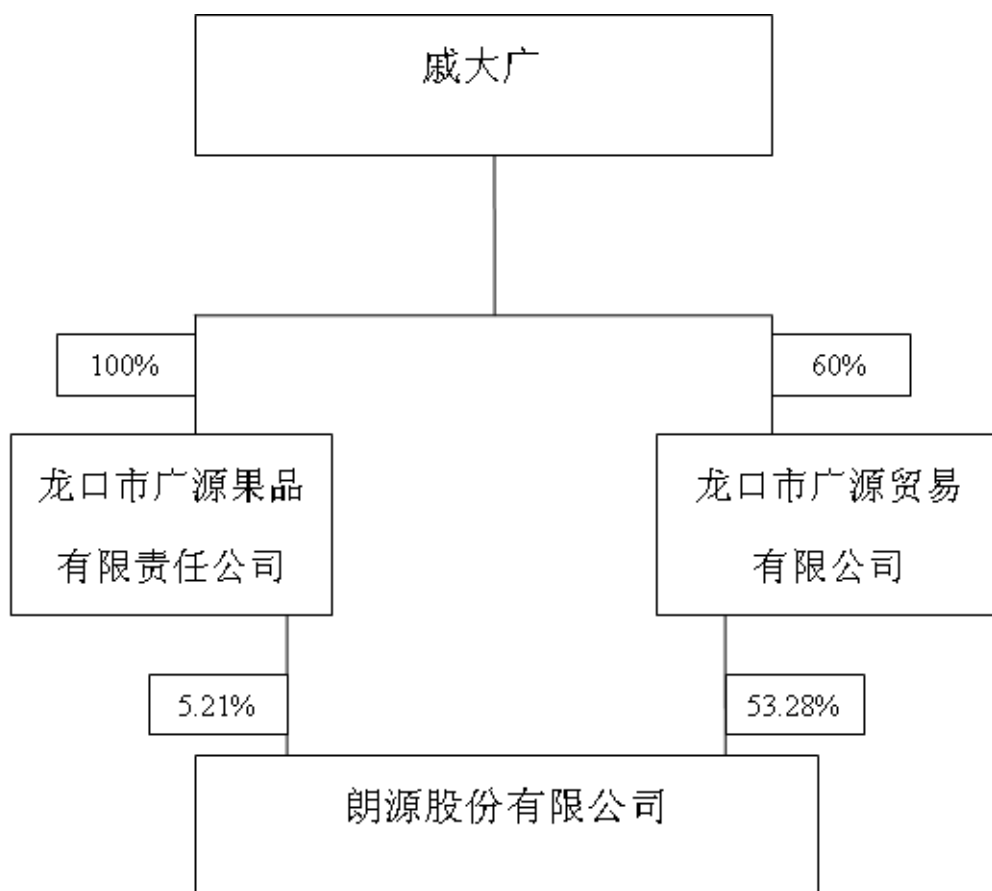 戚大广
100%
60%
龙口市广源果品
有限责任公司
龙口市广源贸易
有限公司
5.21%
53.28%
朗源股份有限公司